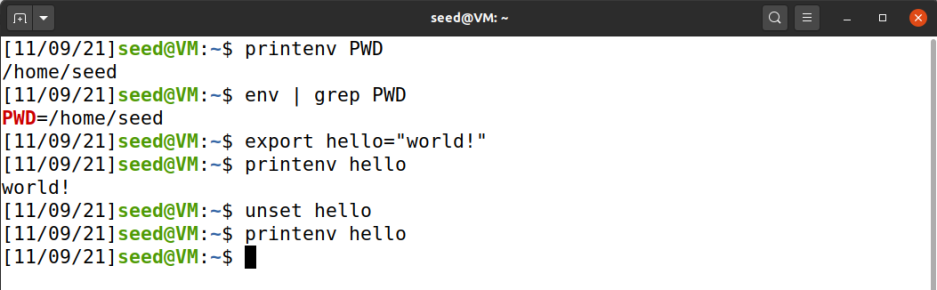 seed@VM: ~
[11/09/21]seed@VM:~$ printenv PWD
/home/seed
[11/09/21]seed@VM:~$ env | grep PWD
PWD=/home/seed
[11/09/21]seed@VM:~$ export hello="world!"
[11/09/21]seed@VM:~$ printenv hello
world!
[11/09/21]seed@VM:~$ unset hello
[11/09/21]seed@VM:~$ printenv hello
[11/09/21]seed@VM:~$